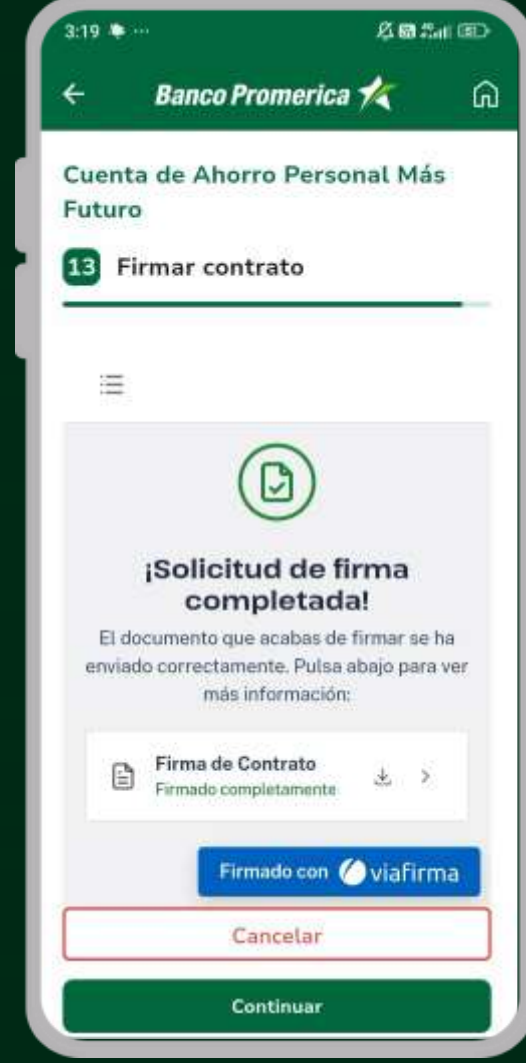 3:19
Banco Promerica
Cuenta de Ahorro Personal Más
Futuro
13 Firmar contrato
¡Solicitud de firma
completada!
El documento que acabas de firmar se ha
enviado correctamente. Pulsa abajo para ver
más información:
Firma de Contrato
Firmado completamente
Firmado con viafirma
Cancelar
Continuar